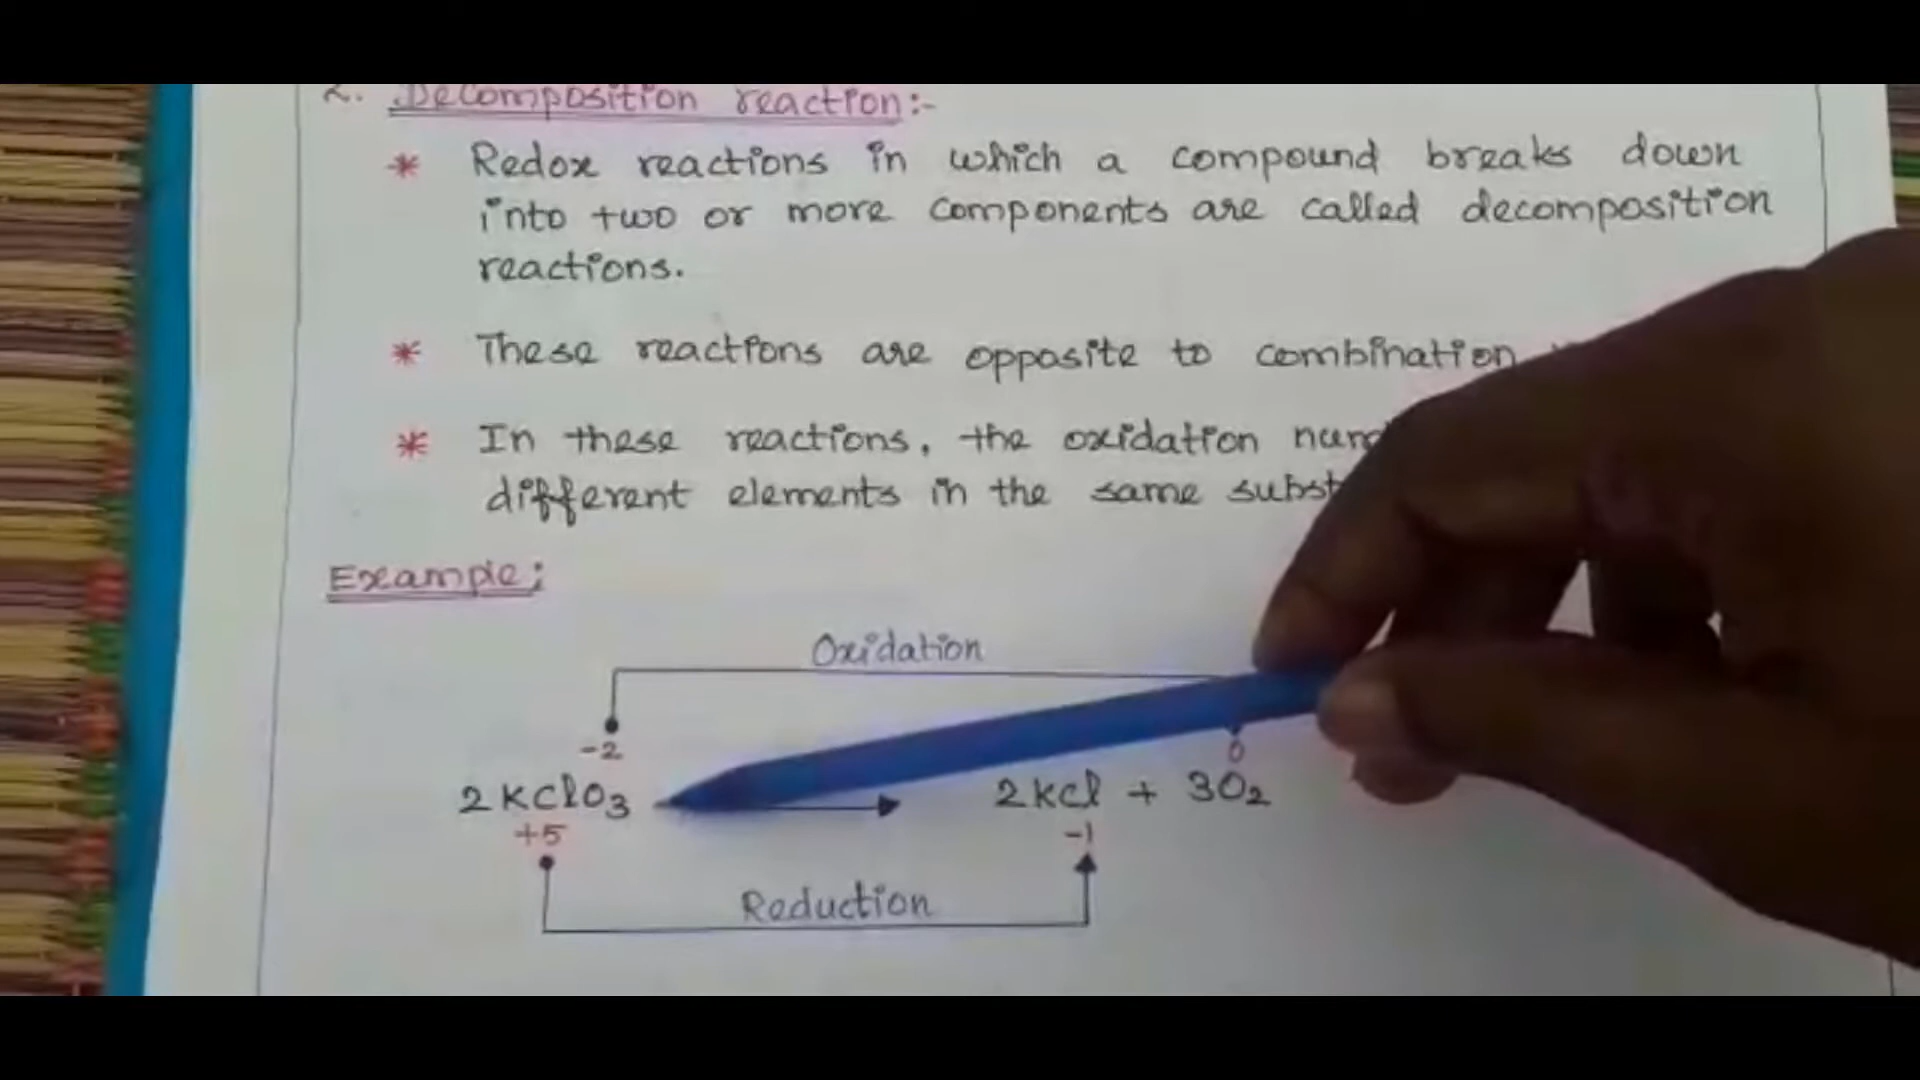 2. Decomposition reaction:-
* Redox reactions in which a compound breaks down
into two or more components are called decomposition
reactions.
* These reactions are opposite to combination
* In these reactions, the oxidation
different elements in the same
Example:
Oxidation
-2 0
2KClO3 → 2KCl + 3O2
+5 -1
Reduction